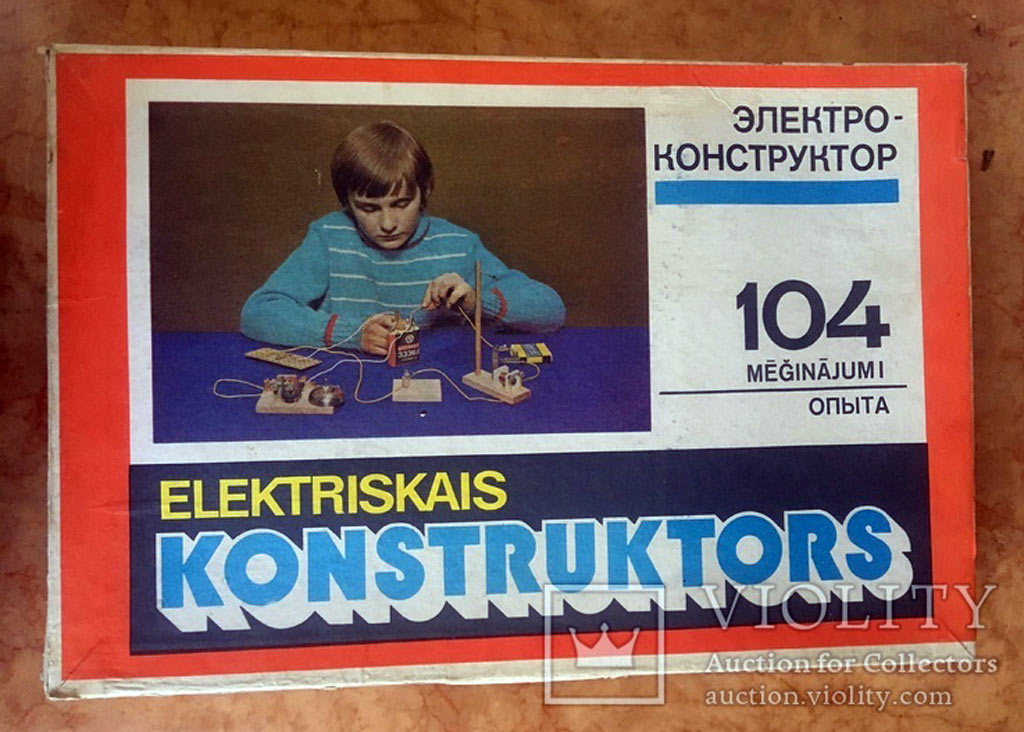 ЭЛЕКТРО-
КОНСТРУКТОР
104
MĒĢINĀJUMI
ОПЫТА
ELEKTRISKAIS
KONSTRUKTORS
VIOLITY
Auction for Collectors
auction.violity.com